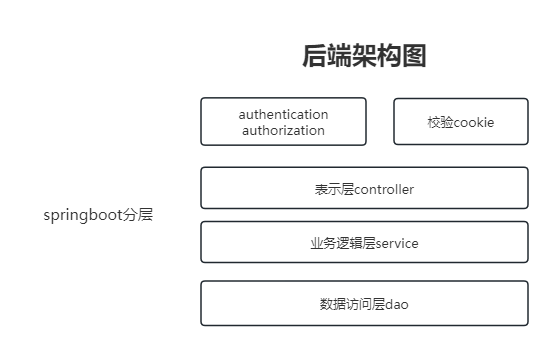 后端架构图
authentication
authorization
校验cookie
表示层controller
springboot分层
业务逻辑层service
数据访问层dao